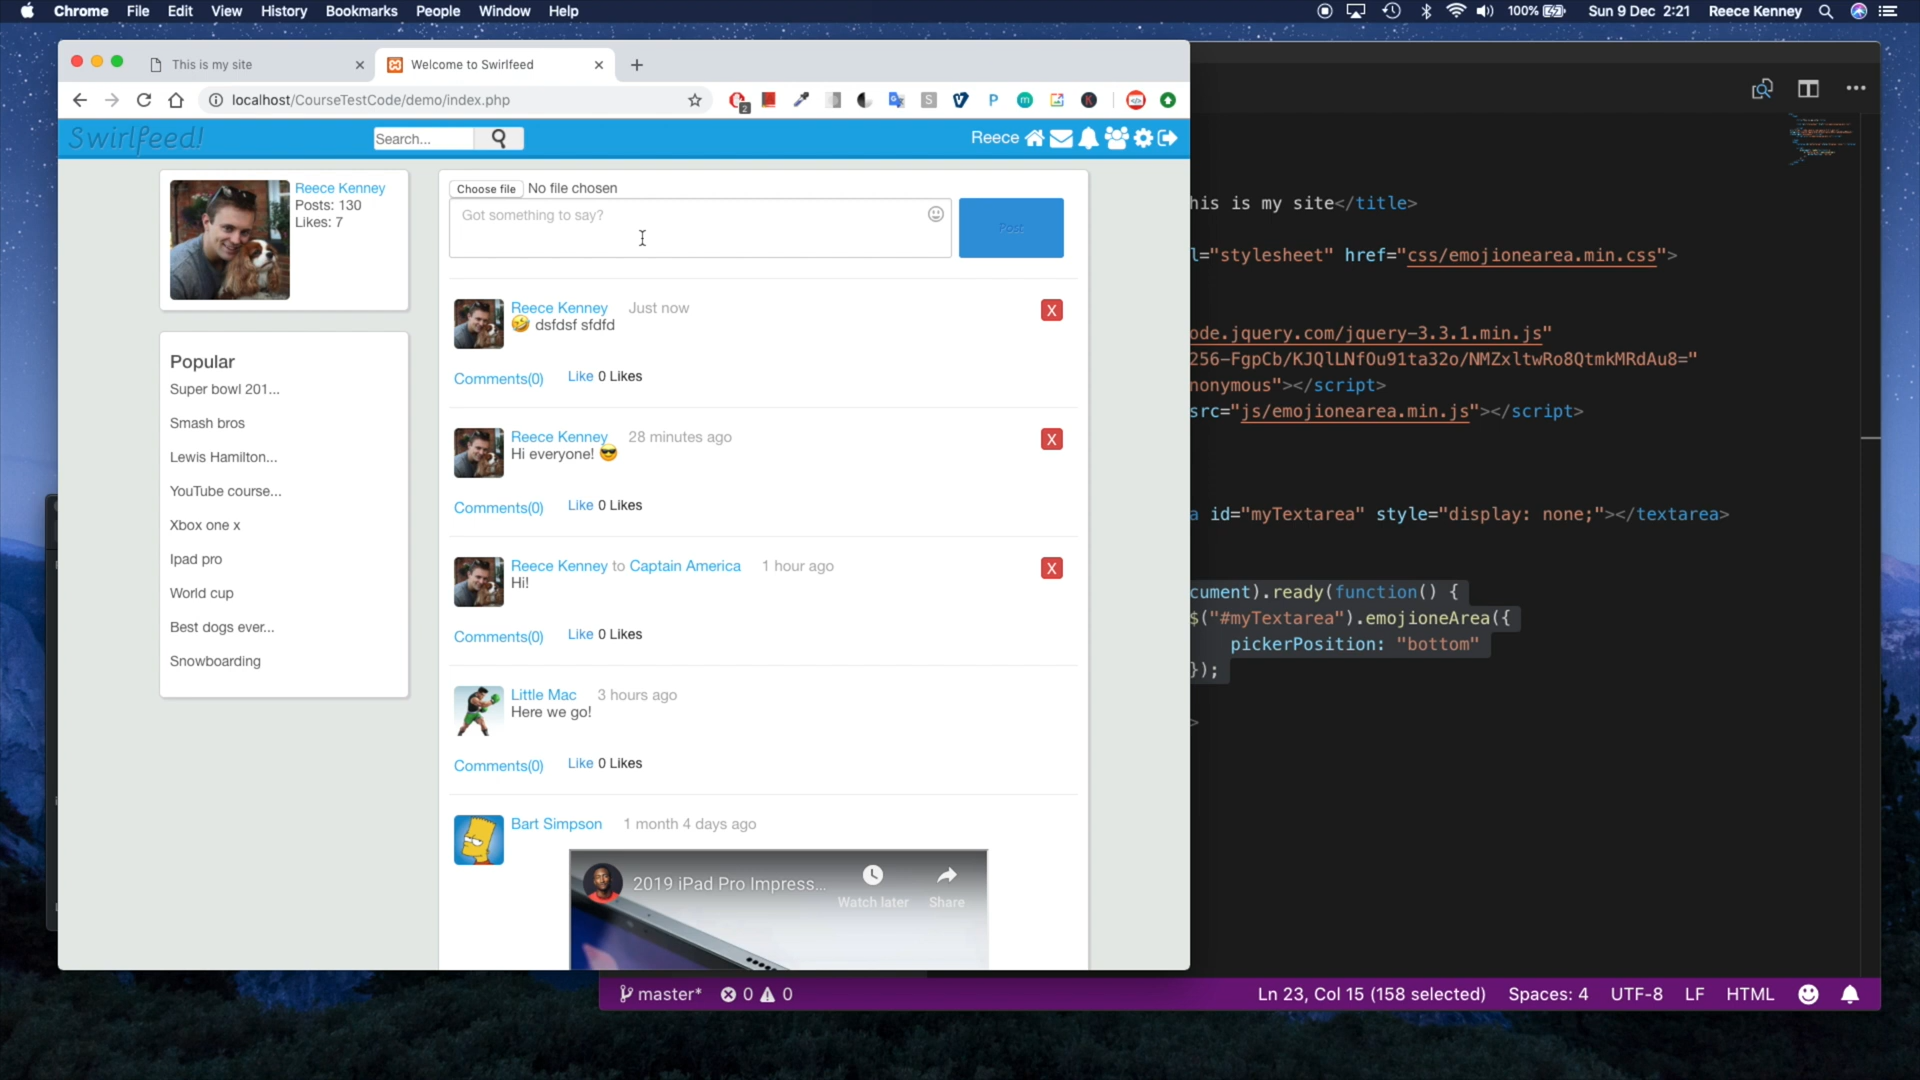 Chrome File Edit View History Bookmarks People Window Help 100% Sun 9 Dec 2:21 Reece Kenney
This is my site Welcome to Swirlfeed
localhost/CourseTestCode/demo/index.php
Swirlfeed! Search... Reece
Reece Kenney
Posts: 130
Likes: 7
Popular
Super bowl 201...
Smash bros
Lewis Hamilton...
YouTube course...
Xbox one x
Ipad pro
World cup
Best dogs ever...
Snowboarding
Choose file No file chosen
Got something to say?
Post
Reece Kenney Just now
X
🤣 dsfdsf sfdfd
Comments(0) Like 0 Likes
Reece Kenney 28 minutes ago
X
Hi everyone! 😎
Comments(0) Like 0 Likes
Reece Kenney to Captain America 1 hour ago
X
Hi!
Comments(0) Like 0 Likes
Little Mac 3 hours ago
Here we go!
Comments(0) Like 0 Likes
Bart Simpson 1 month 4 days ago
2019 iPad Pro Impress...
Watch later Share
his is my site</title>
l="stylesheet" href="css/emojionearea.min.css">
ode.jquery.com/jquery-3.3.1.min.js"
256-FgpCb/KJQlLNfOu91ta32o/NMZxltwRo8QtmkMRdAu8="
nonymous"></script>
src="js/emojionearea.min.js"></script>
a id="myTextarea" style="display: none;"></textarea>
cument).ready(function() {
$("#myTextarea").emojioneArea({
pickerPosition: "bottom"
});
>
master* 0 0 Ln 23, Col 15 (158 selected) Spaces: 4 UTF-8 LF HTML